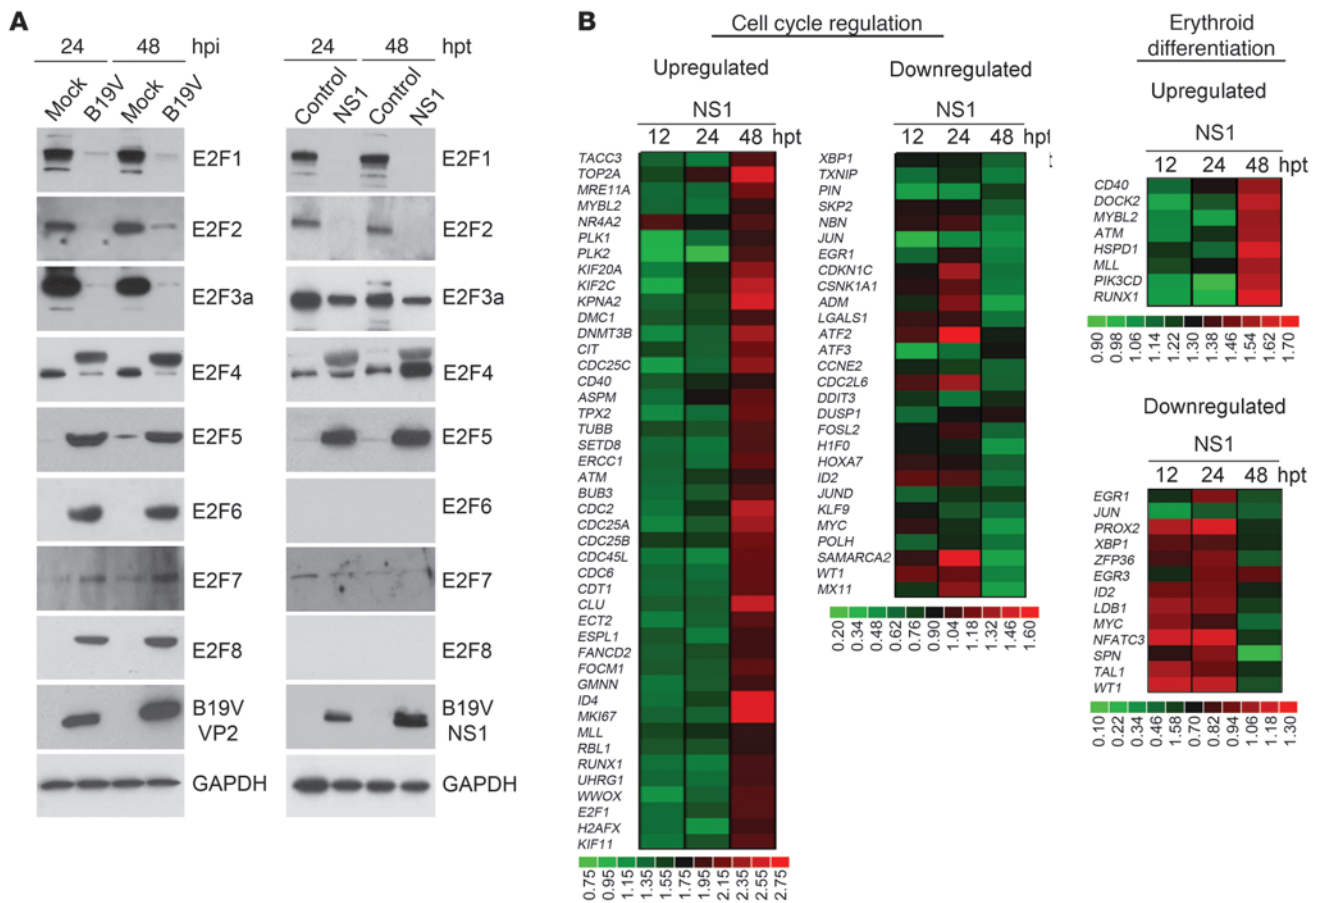 A
24 48 hpi
Mock B19V Mock B19V
24 48 hpt
Control NS1 Control NS1
E2F1 E2F1
E2F2 E2F2
E2F3a E2F3a
E2F4 E2F4
E2F5 E2F5
E2F6 E2F6
E2F7 E2F7
E2F8 E2F8
B19V VP2
B19V NS1
GAPDH GAPDH
B
Cell cycle regulation
Upregulated
NS1
12 24 48 hpt
TACC3
TOP2A
MRE11A
MYBL2
NR4A2
PLK1
PLK2
KIF20A
KIF2C
KPNA2
DMC1
DNMT3B
CIT
CDC25C
CD40
ASPM
TPX2
TUBB
SETD8
ERCC1
ATM
BUB3
CDC2
CDC25A
CDC25B
CDC45L
CDC6
CDT1
CLU
ECT2
ESPL1
FANCD2
FOCM1
GMNN
ID4
MKI67
MLL
RBL1
RUNX1
UHRG1
WWOX
E2F1
H2AFX
KIF11
0.75 0.95 1.15 1.35 1.55 1.75 1.95 2.15 2.35 2.55 2.75
Downregulated
NS1
12 24 48 hpt
XBP1
TXNIP
PIN
SKP2
NBN
JUN
EGR1
CDKN1C
CSNK1A1
ADM
LGALS1
ATF2
ATF3
CCNE2
CDC2L6
DDIT3
DUSP1
FOSL2
H1F0
HOXA7
ID2
JUND
KLF9
MYC
POLH
SAMARCA2
WT1
MX11
0.20 0.34 0.48 0.62 0.76 0.90 1.04 1.18 1.32 1.46 1.60
Erythroid
differentiation
Upregulated
NS1
12 24 48 hpt
CD40
DOCK2
MYBL2
ATM
HSPD1
MLL
PIK3CD
RUNX1
0.90 0.98 1.06 1.14 1.22 1.30 1.38 1.46 1.54 1.62 1.70
Downregulated
NS1
12 24 48 hpt
EGR1
JUN
PROX2
XBP1
ZFP36
EGR3
ID2
LDB1
MYC
NFATC3
SPN
TAL1
WT1
0.10 0.22 0.34 0.46 1.58 0.70 0.82 0.94 1.06 1.18 1.30